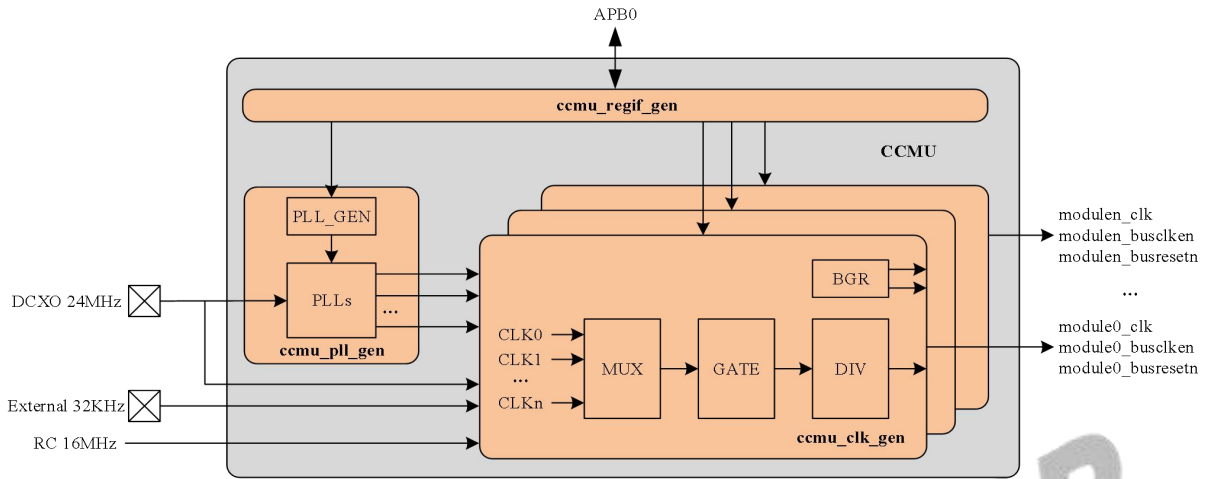 APB0
ccmu_regif_gen
CCMU
PLL_GEN
PLLs
...
ccmu_pll_gen
DCXO 24MHz
External 32KHz
RC 16MHz
BGR
CLK0
CLK1
...
CLKn
MUX
GATE
DIV
ccmu_clk_gen
modulen_clk
modulen_busclken
modulen_busresetn
...
module0_clk
module0_busclken
module0_busresetn